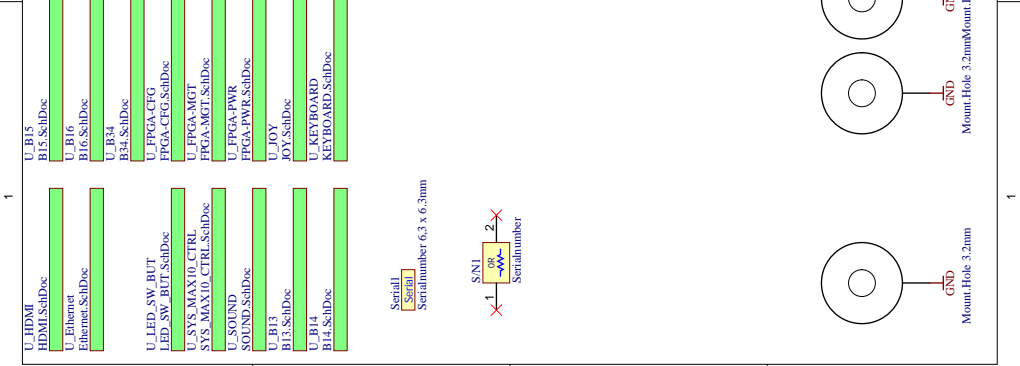 U_B15
B15.SchDoc
U_B16
B16.SchDoc
U_B34
B34.SchDoc
U_FPGA-CFG
FPGA-CFG.SchDoc
U_FPGA-MGT
FPGA-MGT.SchDoc
U_FPGA-PWR
FPGA-PWR.SchDoc
U_JOY
JOY.SchDoc
U_KEYBOARD
KEYBOARD.SchDoc
U_HDMI
HDMI.SchDoc
U_Ethernet
Ethernet.SchDoc
U_LED_SW_BUT
LED_SW_BUT.SchDoc
U_SYS_MAX10_CTRL
SYS_MAX10_CTRL.SchDoc
U_SOUND
SOUND.SchDoc
U_B13
B13.SchDoc
U_B14
B14.SchDoc
Serial1
Serial
Serialnumber 6,3 x 6.3mm
S/N1
1
0R
2
Serialnumber
GND
Mount.Hole 3.2mm
GND
Mount.Hole 3.2mm
1
1